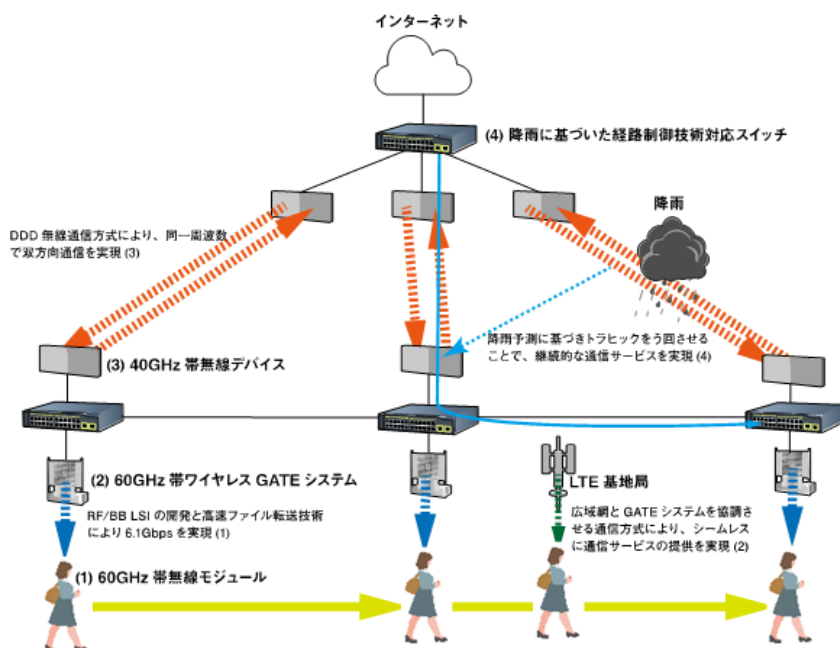 インターネット
(4) 降雨に基づいた経路制御技術対応スイッチ
降雨
DDD 無線通信方式により、同一周波数
で双方向通信を実現 (3)
降雨予測に基づきトラヒックをう回させる
ことで、継続的な通信サービスを実現 (4)
(3) 40GHz 帯無線デバイス
(2) 60GHz 帯ワイヤレス GATE システム
LTE 基地局
RF/BB LSI の開発と高速ファイル転送技術
により 6.1Gbps を実現 (1)
広域網と GATE システムを協調さ
せる通信方式により、シームレス
に通信サービスの提供を実現 (2)
(1) 60GHz 帯無線モジュール